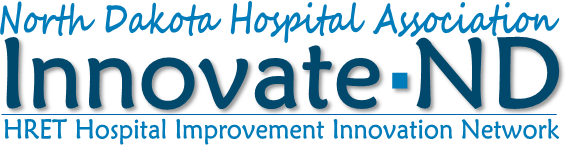 North Dakota Hospital Association
Innovate-ND
HRET Hospital Improvement Innovation Network